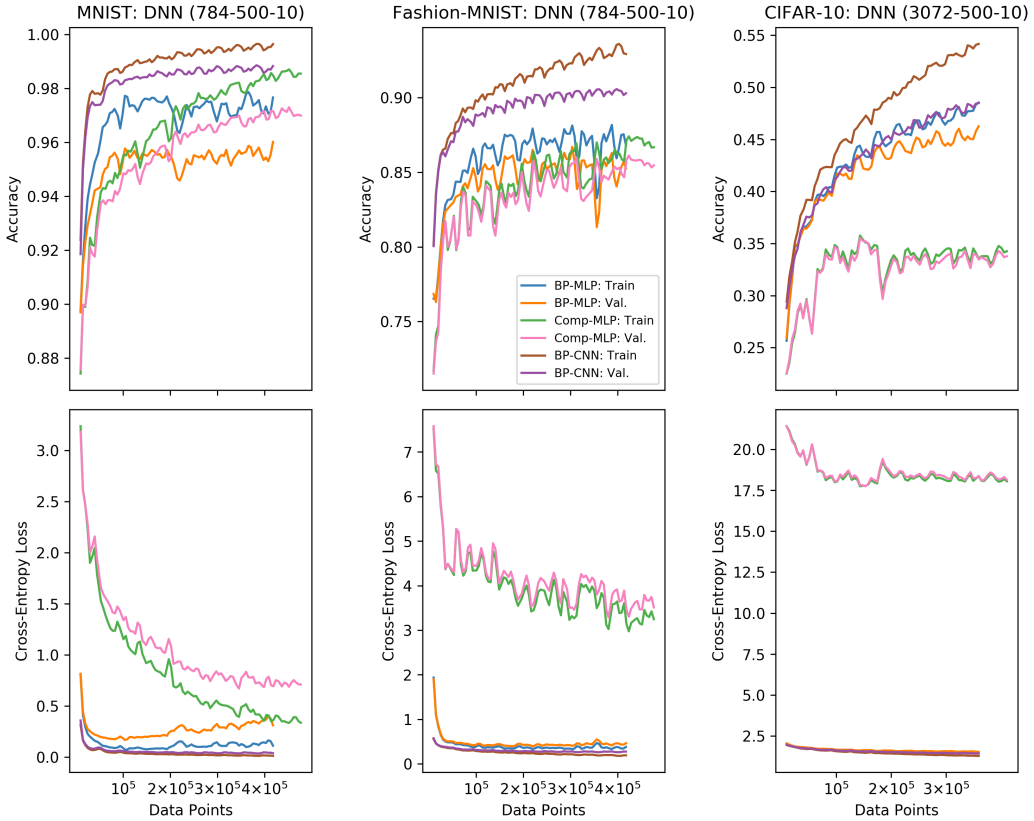 MNIST: DNN (784-500-10)
Fashion-MNIST: DNN (784-500-10)
CIFAR-10: DNN (3072-500-10)
Accuracy
1.00
0.98
0.96
0.94
0.92
0.90
0.88
Accuracy
0.90
0.85
0.80
0.75
BP-MLP: Train
BP-MLP: Val.
Comp-MLP: Train
Comp-MLP: Val.
BP-CNN: Train
BP-CNN: Val.
Accuracy
0.55
0.50
0.45
0.40
0.35
0.30
0.25
Cross-Entropy Loss
3.0
2.5
2.0
1.5
1.0
0.5
0.0
10⁵ 2×10⁵ 3×10⁵ 4×10⁵
Data Points
Cross-Entropy Loss
7
6
5
4
3
2
1
0
10⁵ 2×10⁵ 3×10⁵ 4×10⁵
Data Points
Cross-Entropy Loss
20.0
17.5
15.0
12.5
10.0
7.5
5.0
2.5
10⁵ 2×10⁵ 3×10⁵
Data Points